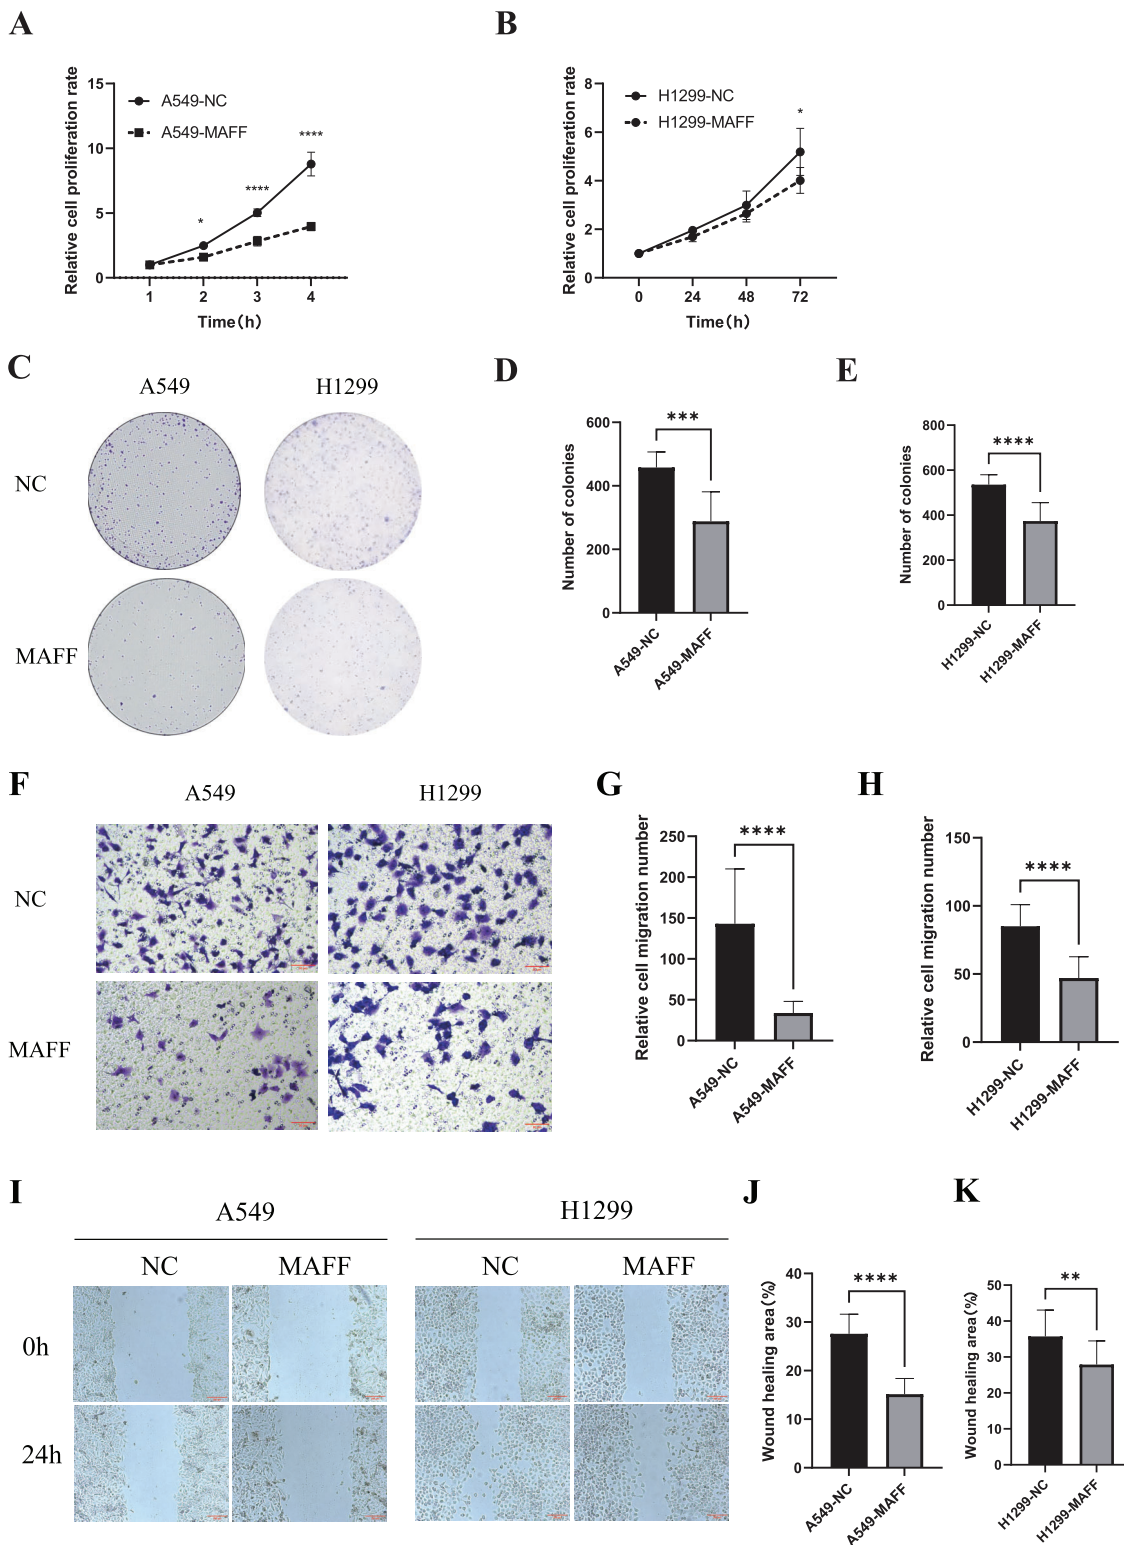 A
B
Relative cell proliferation rate
15
10
5
0
A549-NC
A549-MAFF
*
****
****
1 2 3 4
Time(h)
Relative cell proliferation rate
8
6
4
2
0
H1299-NC
H1299-MAFF
*
0 24 48 72
Time(h)
C
A549 H1299
NC
MAFF
D
Number of colonies
600
400
200
0
***
A549-NC
A549-MAFF
E
Number of colonies
800
600
400
200
0
****
H1299-NC
H1299-MAFF
F
A549 H1299
NC
MAFF
G
Relative cell migration number
250
200
150
100
50
0
****
A549-NC
A549-MAFF
H
Relative cell migration number
150
100
50
0
****
H1299-NC
H1299-MAFF
I
A549 H1299
NC MAFF NC MAFF
0h
24h
J
Wound healing area(%)
40
30
20
10
0
****
A549-NC
A549-MAFF
K
Wound healing area(%)
50
40
30
20
10
0
**
H1299-NC
H1299-MAFF